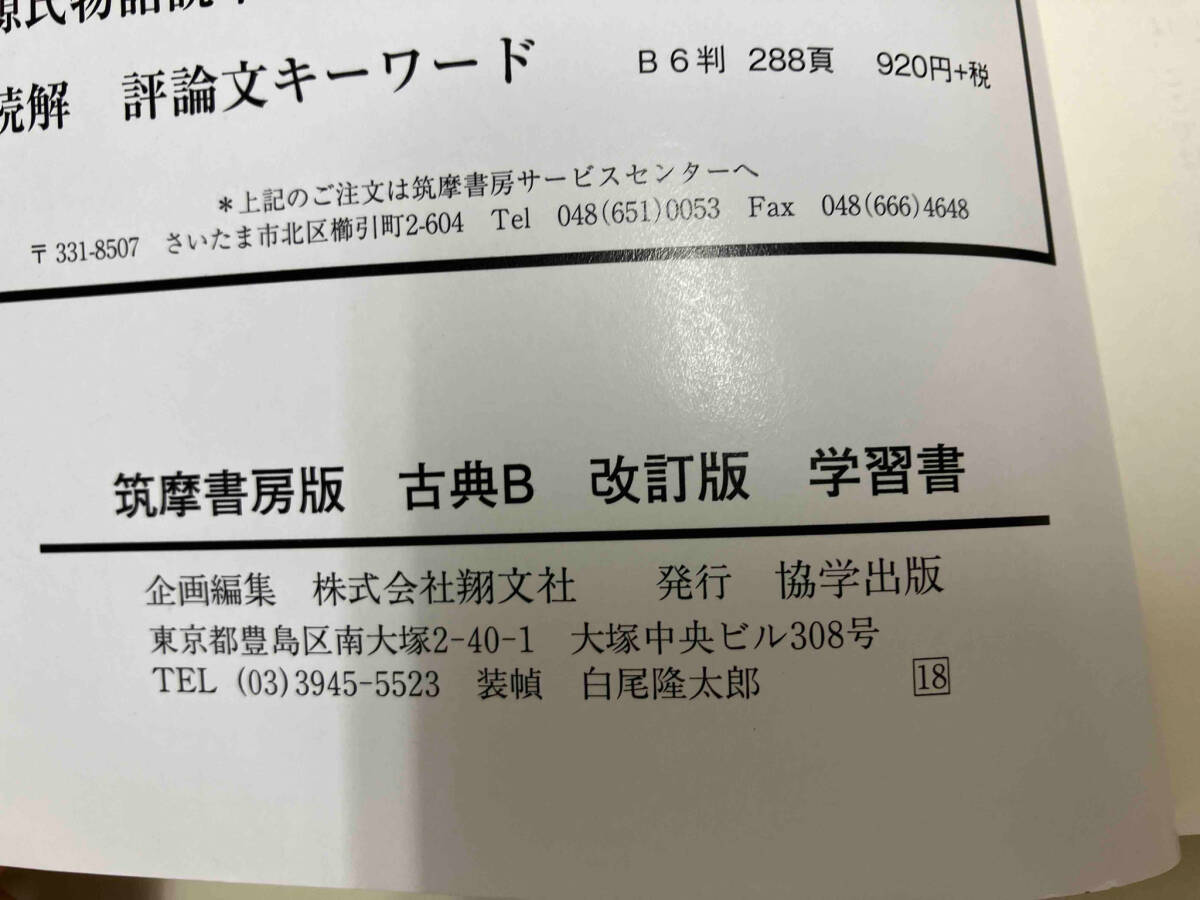 源氏物語
読解 評論文キーワード B6判 288頁 920円+税
＊上記のご注文は筑摩書房サービスセンターへ
〒331-8507 さいたま市北区櫛引町2-604 Tel 048(651)0053 Fax 048(666)4648
筑摩書房版 古典B 改訂版 学習書
企画編集 株式会社翔文社 発行 協学出版
東京都豊島区南大塚2-40-1 大塚中央ビル308号
TEL (03)3945-5523 装幀 白尾隆太郎 18